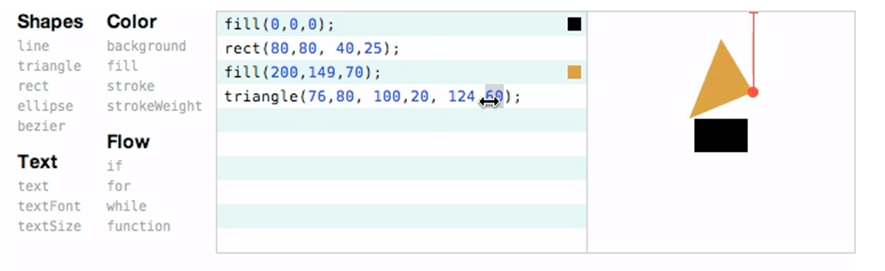 Shapes
line
triangle
rect
ellipse
bezier
Text
text
textFont
textSize
Color
background
fill
stroke
strokeWeight
Flow
if
for
while
function
fill(0,0,0);
rect(80,80, 40,25);
fill(200,149,70);
triangle(76,80, 100,20, 124,60);